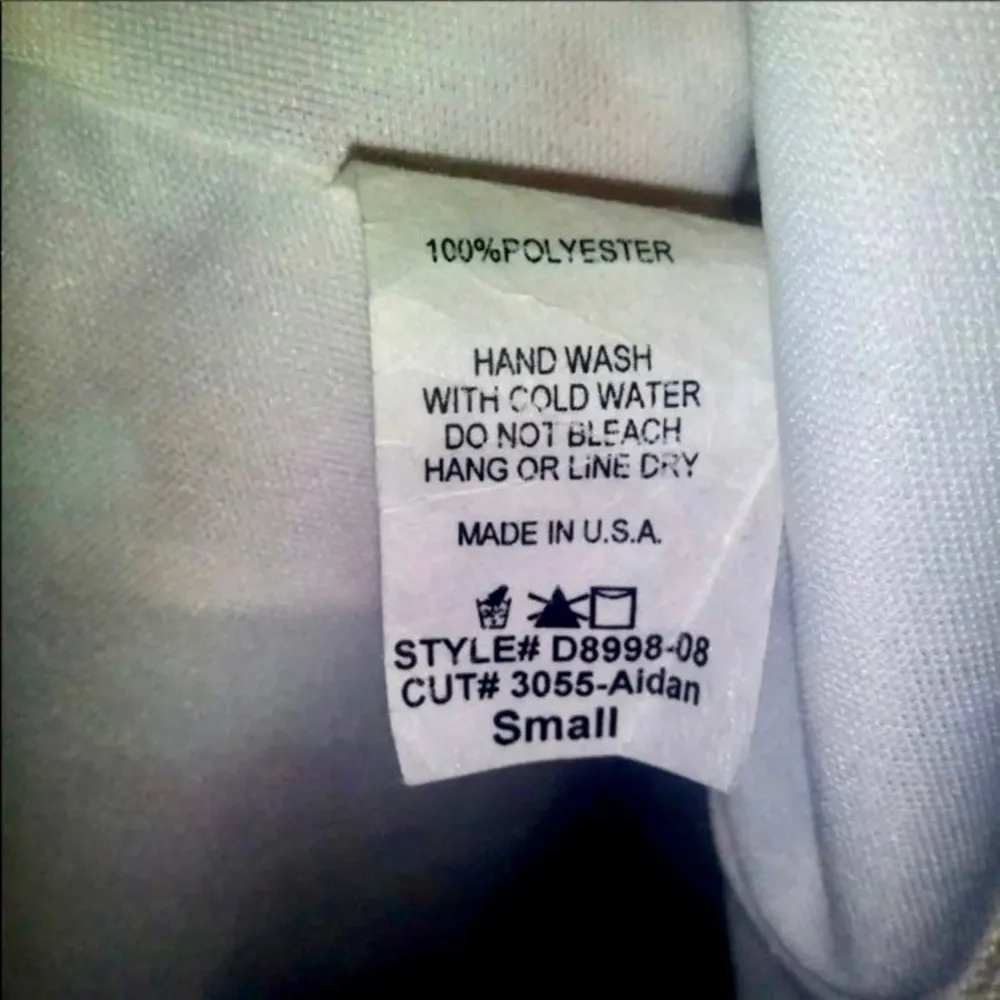 100%POLYESTER
HAND WASH
WITH COLD WATER
DO NOT BLEACH
HANG OR LINE DRY
MADE IN U.S.A.
STYLE# D8998-08
CUT# 3055-Aidan
Small